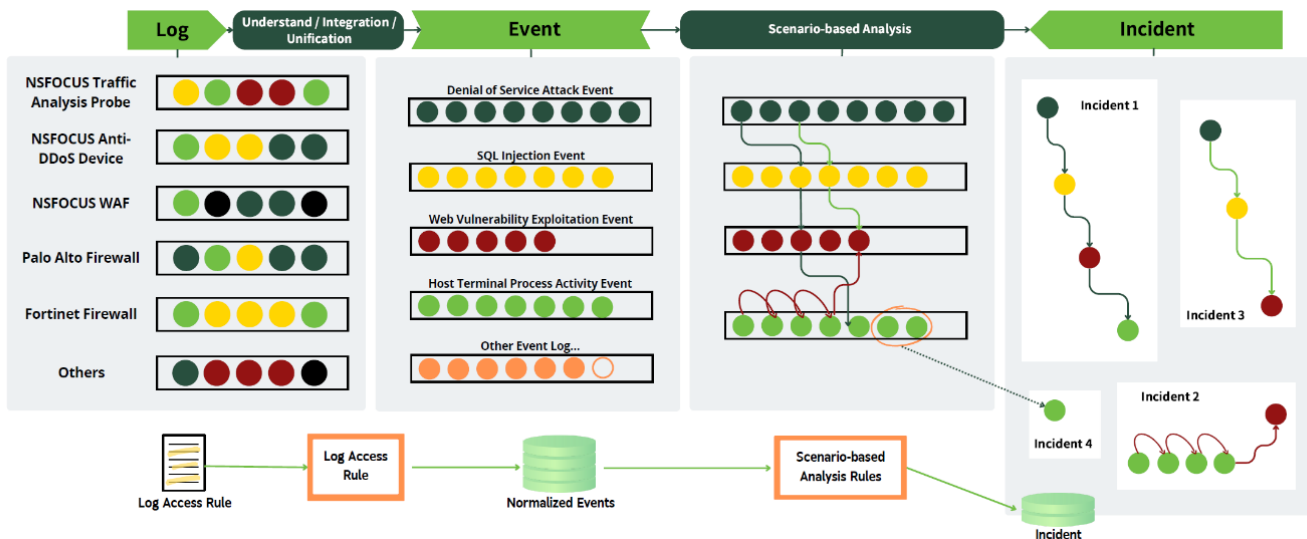 Log
Understand / Integration /
Unification
Event
Scenario-based Analysis
Incident
NSFOCUS Traffic
Analysis Probe
NSFOCUS Anti-
DDoS Device
NSFOCUS WAF
Palo Alto Firewall
Fortinet Firewall
Others
Denial of Service Attack Event
SQL Injection Event
Web Vulnerability Exploitation Event
Host Terminal Process Activity Event
Other Event Log...
Incident 1
Incident 3
Incident 4
Incident 2
Log Access Rule
Log Access
Rule
Normalized Events
Scenario-based
Analysis Rules
Incident